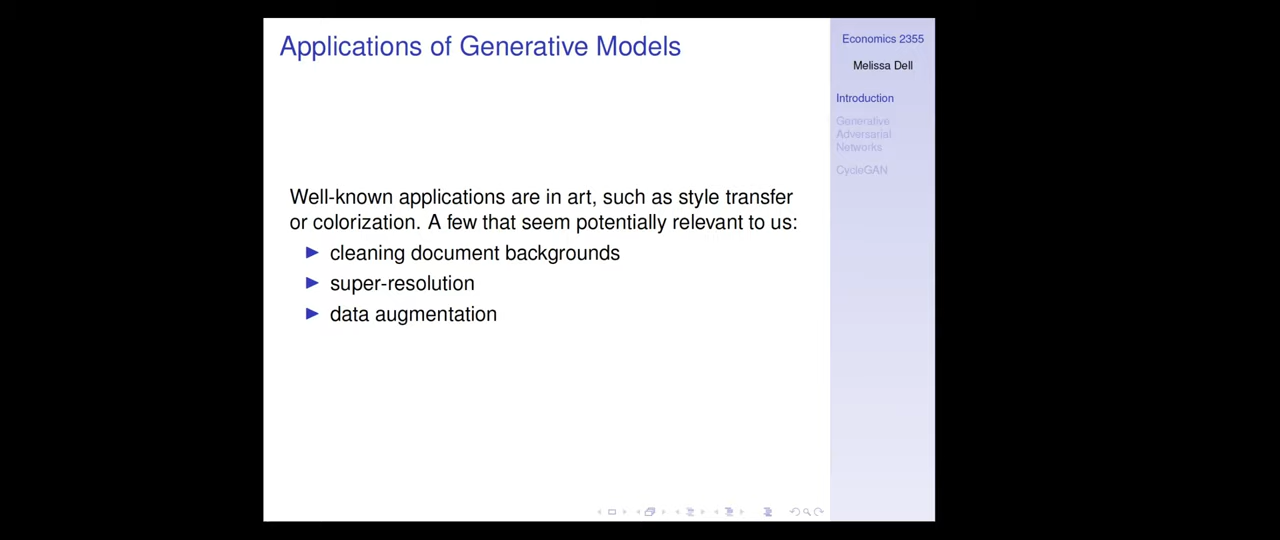 Applications of Generative Models
Well-known applications are in art, such as style transfer
or colorization. A few that seem potentially relevant to us:
cleaning document backgrounds
super-resolution
data augmentation
Economics 2355
Melissa Dell
Introduction
Generative
Adversarial
Networks
CycleGAN